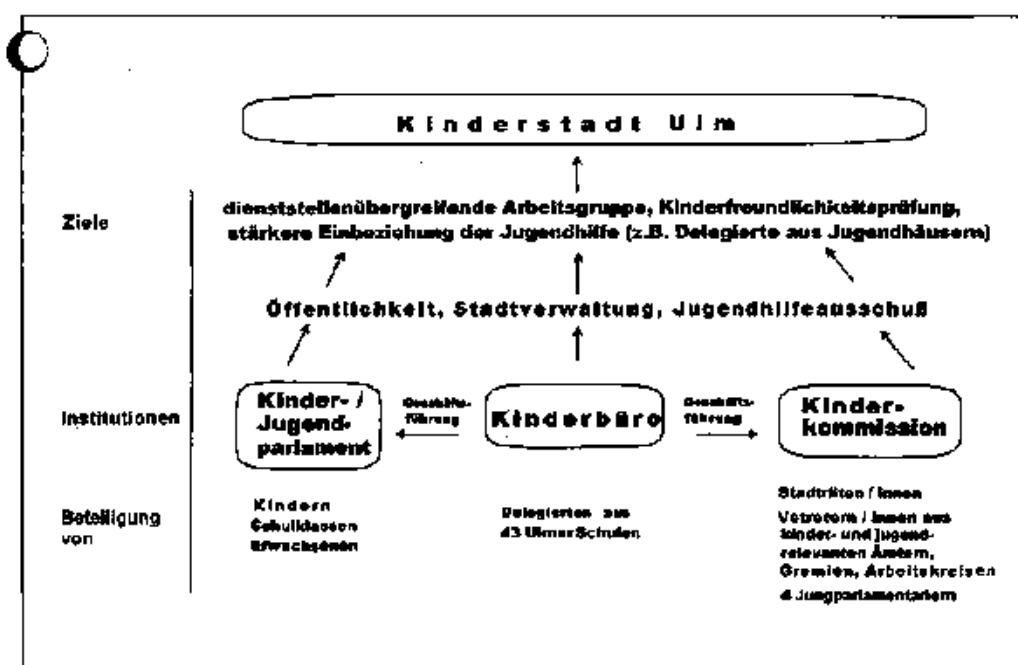 Kinderstadt Ulm
Ziele
dienststellenübergreifende Arbeitsgruppe, Kinderfreundlichkeitsprüfung,
stärkere Einbeziehung der Jugendhilfe (z.B. Delegierte aus Jugendhäusern)
Öffentlichkeit, Stadtverwaltung, Jugendhilfeausschuß
Institutionen
Kinder- /
Jugend-
parlament
Geschäfts-
führung
Kinderbüro
Geschäfts-
führung
Kinder-
kommission
Beteiligung
von
Kindern
Schulklassen
Erwachsenen
Delegierten aus
43 Ulmer Schulen
Stadträten / Innen
Vetretern / Innen aus
kinder- und jugend-
relevanten Ämtern,
Gremien, Arbeitskreisen
4 Jungparlamentariern